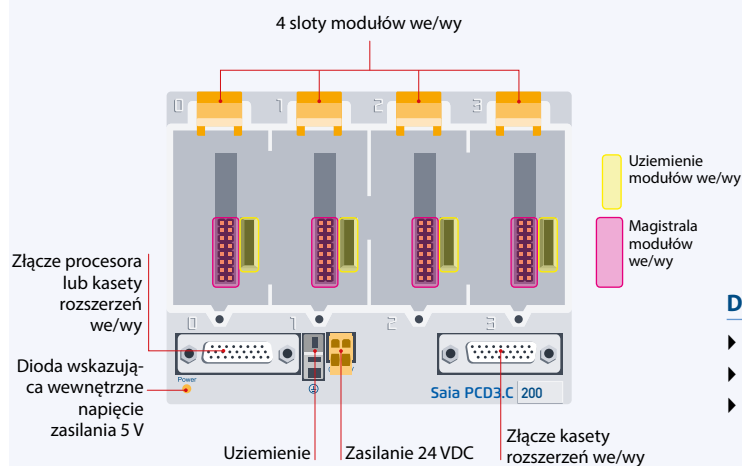 4 sloty modułów we/wy
0 1 2 3
Uziemienie
modułów we/wy
Magistrala
modułów
we/wy
Złącze procesora
lub kasety
rozszerzeń
we/wy
0 1 2 3
D
Power
Dioda wskazują-
ca wewnętrzne
napięcie
zasilania 5 V
Saia PCD3.C 200
Uziemienie
Zasilanie 24 VDC
Złącze kasety
rozszerzeń we/wy